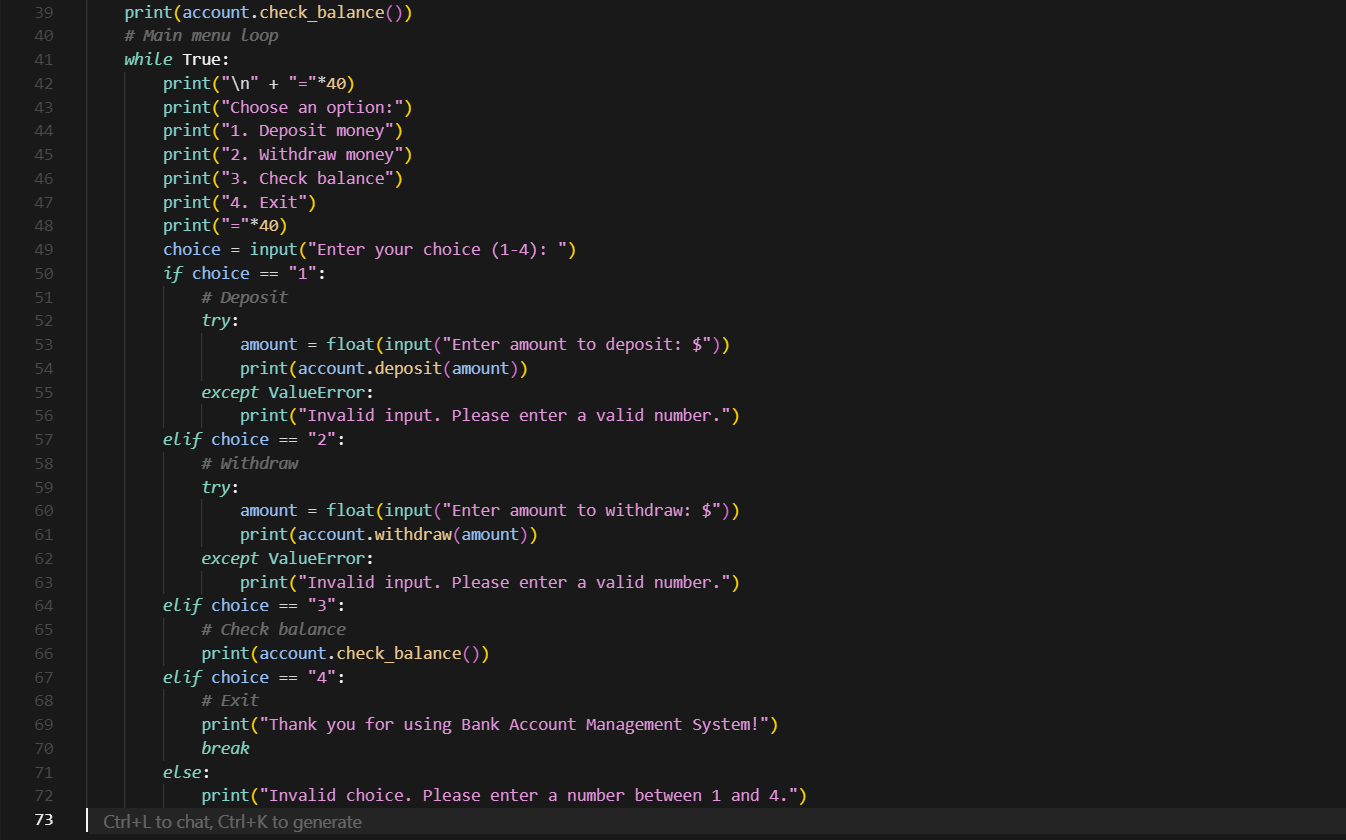 39     print(account.check_balance())
40     # Main menu loop
41     while True:
42         print("\n" + "="*40)
43         print("Choose an option:")
44         print("1. Deposit money")
45         print("2. Withdraw money")
46         print("3. Check balance")
47         print("4. Exit")
48         print("="*40)
49         choice = input("Enter your choice (1-4): ")
50         if choice == "1":
51             # Deposit
52             try:
53                 amount = float(input("Enter amount to deposit: $"))
54                 print(account.deposit(amount))
55             except ValueError:
56                 print("Invalid input. Please enter a valid number.")
57         elif choice == "2":
58             # Withdraw
59             try:
60                 amount = float(input("Enter amount to withdraw: $"))
61                 print(account.withdraw(amount))
62             except ValueError:
63                 print("Invalid input. Please enter a valid number.")
64         elif choice == "3":
65             # Check balance
66             print(account.check_balance())
67         elif choice == "4":
68             # Exit
69             print("Thank you for using Bank Account Management System!")
70             break
71         else:
72             print("Invalid choice. Please enter a number between 1 and 4.")
73 Ctrl+L to chat, Ctrl+K to generate